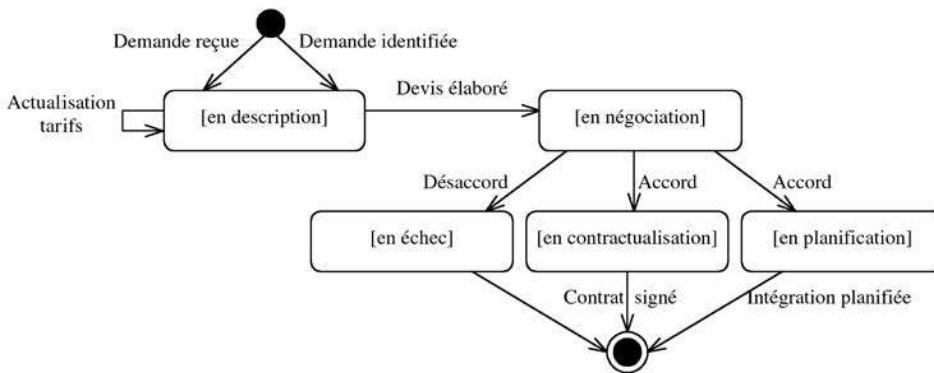 Demande reçue
Demande identifiée
Actualisation
tarifs
[en description]
Devis élaboré
[en négociation]
Désaccord
Accord
Accord
[en échec]
[en contractualisation]
[en planification]
Contrat signé
Intégration planifiée